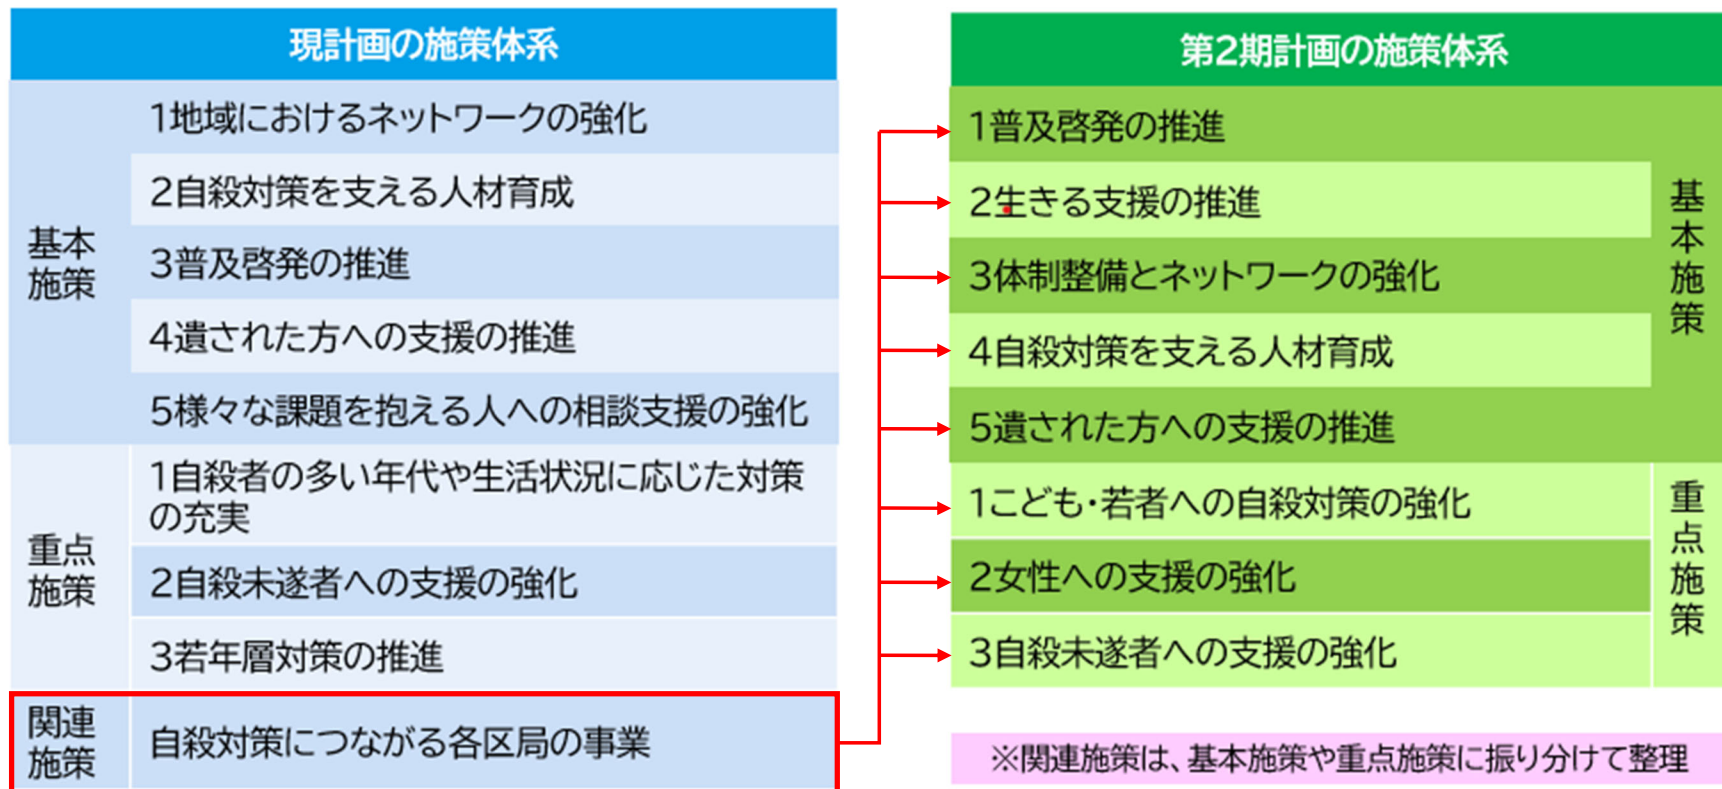 現計画の施策体系
基本
施策
1地域におけるネットワークの強化
2自殺対策を支える人材育成
3普及啓発の推進
4遺された方への支援の推進
5様々な課題を抱える人への相談支援の強化
重点
施策
1自殺者の多い年代や生活状況に応じた対策
の充実
2自殺未遂者への支援の強化
3若年層対策の推進
関連
施策
自殺対策につながる各区局の事業
第2期計画の施策体系
1普及啓発の推進
2生きる支援の推進
3体制整備とネットワークの強化
4自殺対策を支える人材育成
5遺された方への支援の推進
基本施策
1こども・若者への自殺対策の強化
2女性への支援の強化
3自殺未遂者への支援の強化
重点施策
※関連施策は、基本施策や重点施策に振り分けて整理